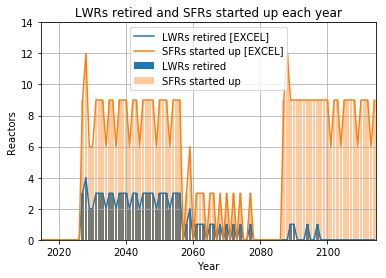 LWRs retired and SFRs started up each year
14
12
10
8
6
4
2
0
Reactors
LWRs retired [EXCEL]
SFRs started up [EXCEL]
LWRs retired
SFRs started up
2020 2040 2060 2080 2100
Year